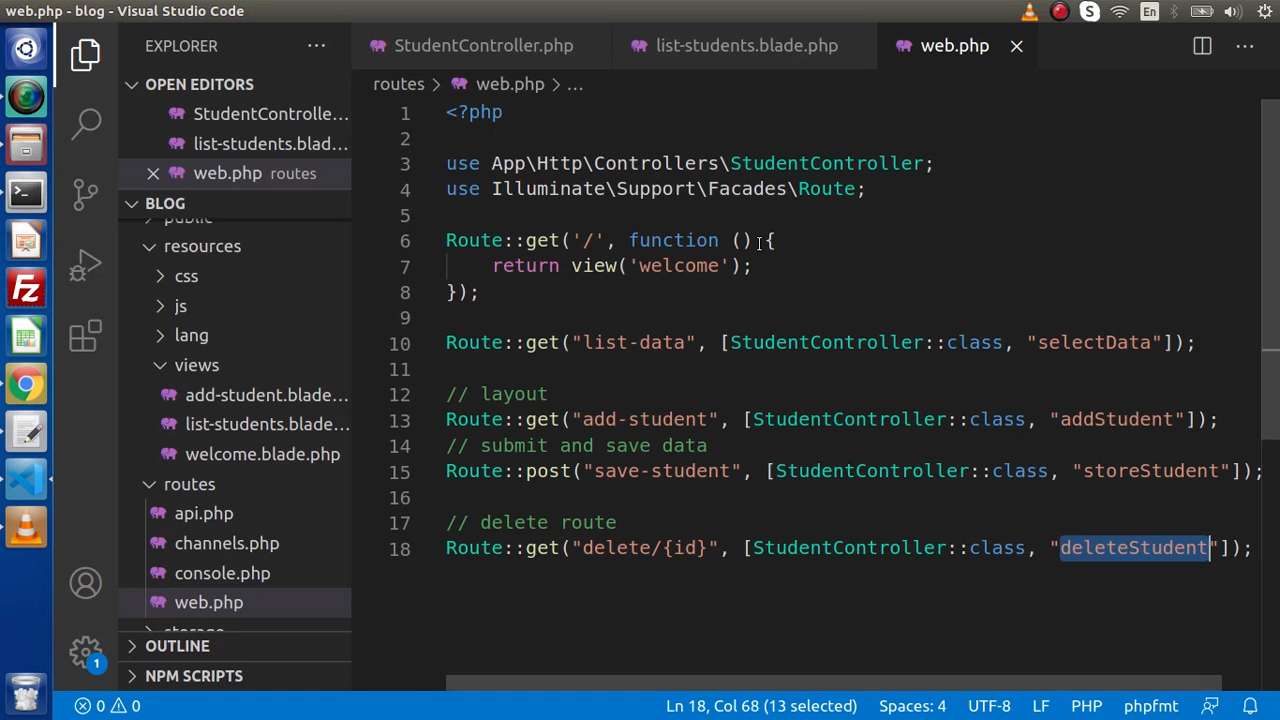 web.php - blog - Visual Studio Code
S
En
EXPLORER
StudentController.php
list-students.blade.php
web.php
OPEN EDITORS
StudentControlle...
list-students.blad...
web.php routes
BLOG
public
resources
css
js
lang
views
add-student.blade...
list-students.blade...
welcome.blade.php
routes
api.php
channels.php
console.php
web.php
storage
OUTLINE
NPM SCRIPTS
1
routes > web.php > ...
1 <?php
2
3 use App\Http\Controllers\StudentController;
4 use Illuminate\Support\Facades\Route;
5
6 Route::get('/', function () {
7 return view('welcome');
8 });
9
10 Route::get("list-data", [StudentController::class, "selectData"]);
11
12 // layout
13 Route::get("add-student", [StudentController::class, "addStudent"]);
14 // submit and save data
15 Route::post("save-student", [StudentController::class, "storeStudent"]);
16
17 // delete route
18 Route::get("delete/{id}", [StudentController::class, "deleteStudent"]);
0 0 Ln 18, Col 68 (13 selected) Spaces: 4 UTF-8 LF PHP phpfmt